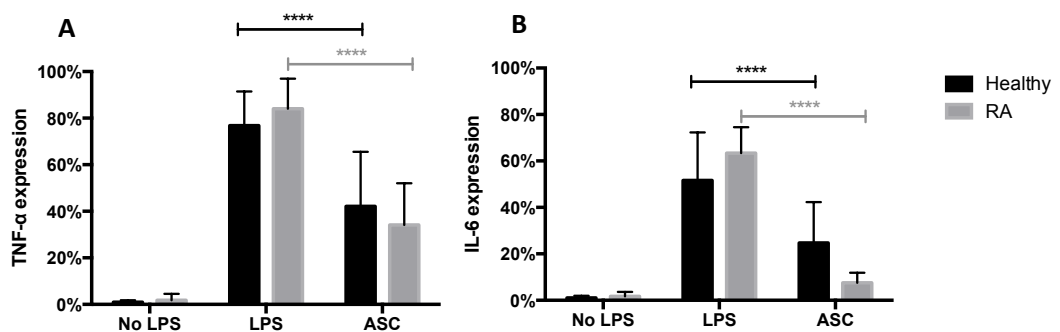 A
****
****
100%
80%
60%
40%
20%
0%
TNF-α expression
No LPS
LPS
ASC
B
****
****
100%
80%
60%
40%
20%
0%
IL-6 expression
No LPS
LPS
ASC
Healthy
RA